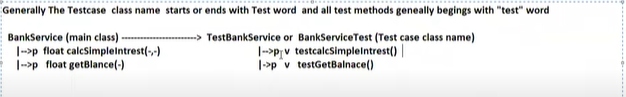 Generally The Testcase class name starts or ends with Test word and all test methods geneally begings with "test" word
BankService (main class) ---------------------> TestBankService or BankServiceTest (Test case class name)
|-->p float calcSimpleIntrest(-,-) |-->p v testcalcSimpleIntrest()
|-->p float getBlance(-) |->p v testGetBalnace()